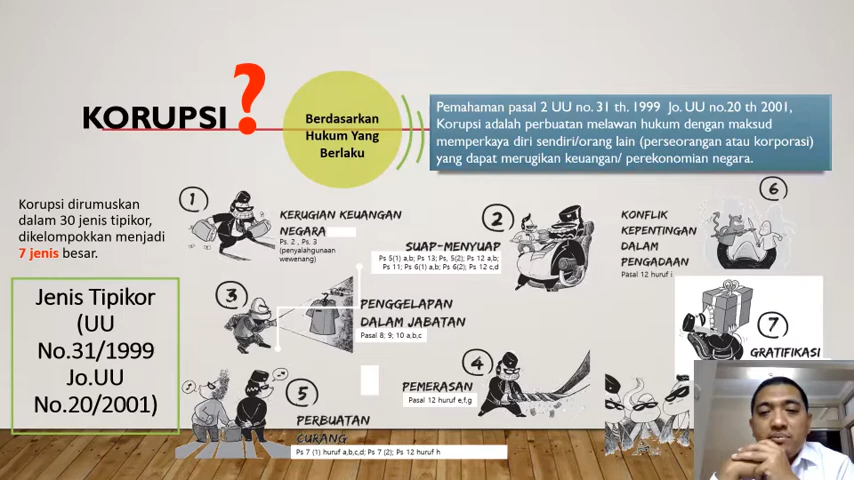 KORUPSI ?
Berdasarkan
Hukum Yang
Berlaku
Pemahaman pasal 2 UU no. 31 th. 1999 Jo. UU no.20 th 2001,
Korupsi adalah perbuatan melawan hukum dengan maksud
memperkaya diri sendiri/orang lain (perseorangan atau korporasi)
yang dapat merugikan keuangan/ perekonomian negara.
Korupsi dirumuskan
dalam 30 jenis tipikor,
dikelompokkan menjadi
7 jenis besar.
Jenis Tipikor
(UU
No.31/1999
Jo.UU
No.20/2001)
1
KERUGIAN KEUANGAN
NEGARA
Ps. 2 , Ps. 3
(penyalahgunaan
wewenang)
2
SUAP-MENYUAP
Ps 5(1) a,b; Ps 13; Ps, 5(2); Ps 12 a,b;
Ps 11; Ps 6(1) a,b; Ps 6(2); Ps 12 c,d
3
PENGGELAPAN
DALAM JABATAN
Pasal 8; 9; 10 a,b,c
4
PEMERASAN
Pasal 12 huruf e,f,g
5
PERBUATAN
CURANG
Ps 7 (1) huruf a,b,c,d; Ps 7 (2); Ps 12 huruf h
6
KONFLIK
KEPENTINGAN
DALAM
PENGADAAN
Pasal 12 huruf i
7
GRATIFIKASI